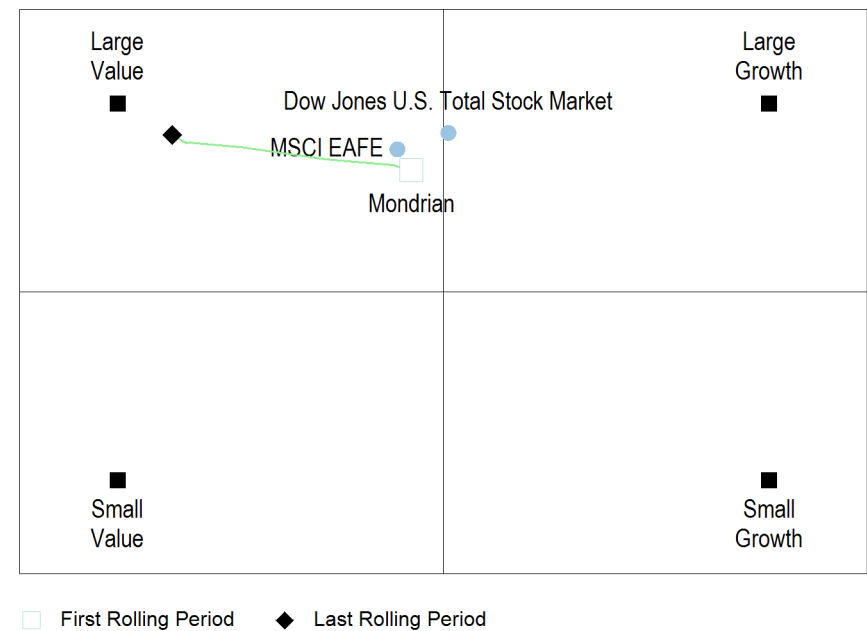 Large
Value
Large
Growth
Dow Jones U.S. Total Stock Market
MSCI EAFE
Mondrian
Small
Value
Small
Growth
First Rolling Period
Last Rolling Period